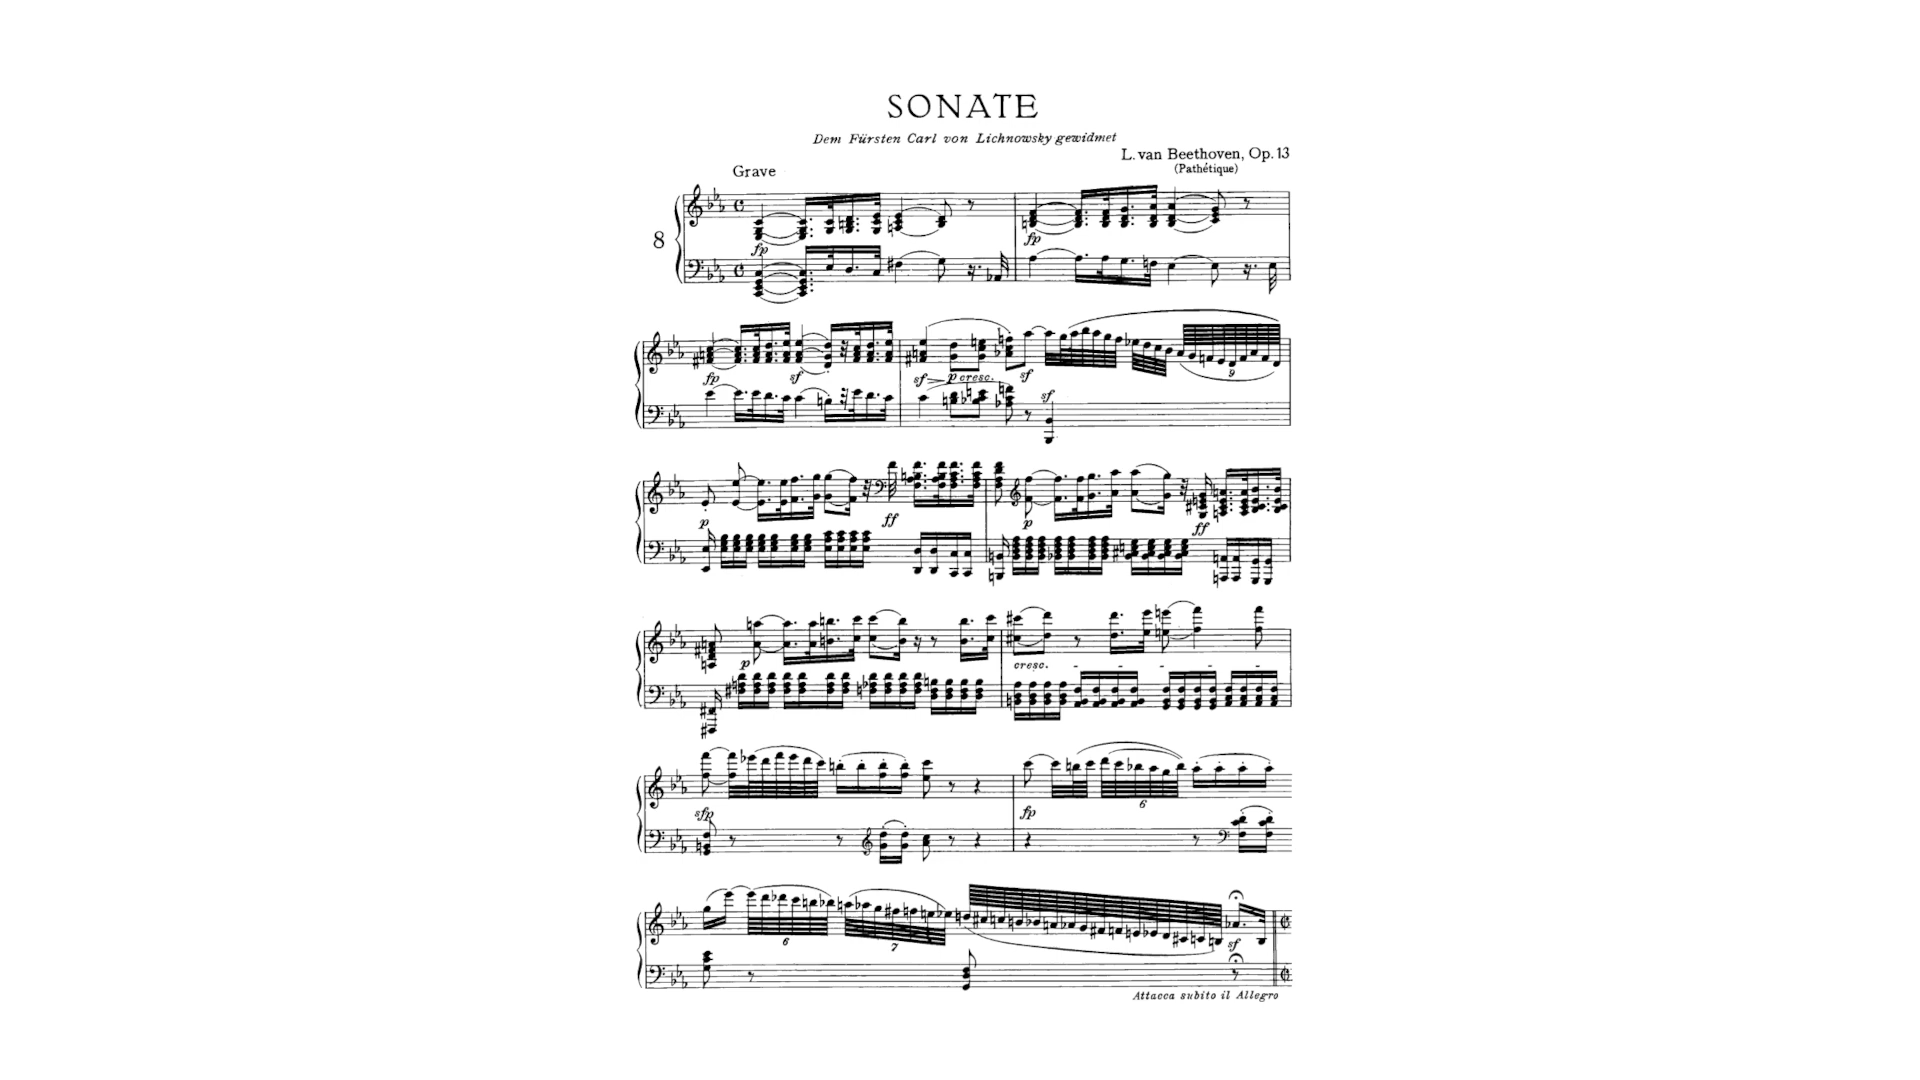 SONATE
Dem Fürsten Carl von Lichnowsky gewidmet
L. van Beethoven, Op. 13
(Pathétique)
Grave
8
fp
fp
fp sf sf p cresc. sf sf
9
p ff p ff
p cresc.
sfp fp
6
6 7 sf
Attacca subito il Allegro